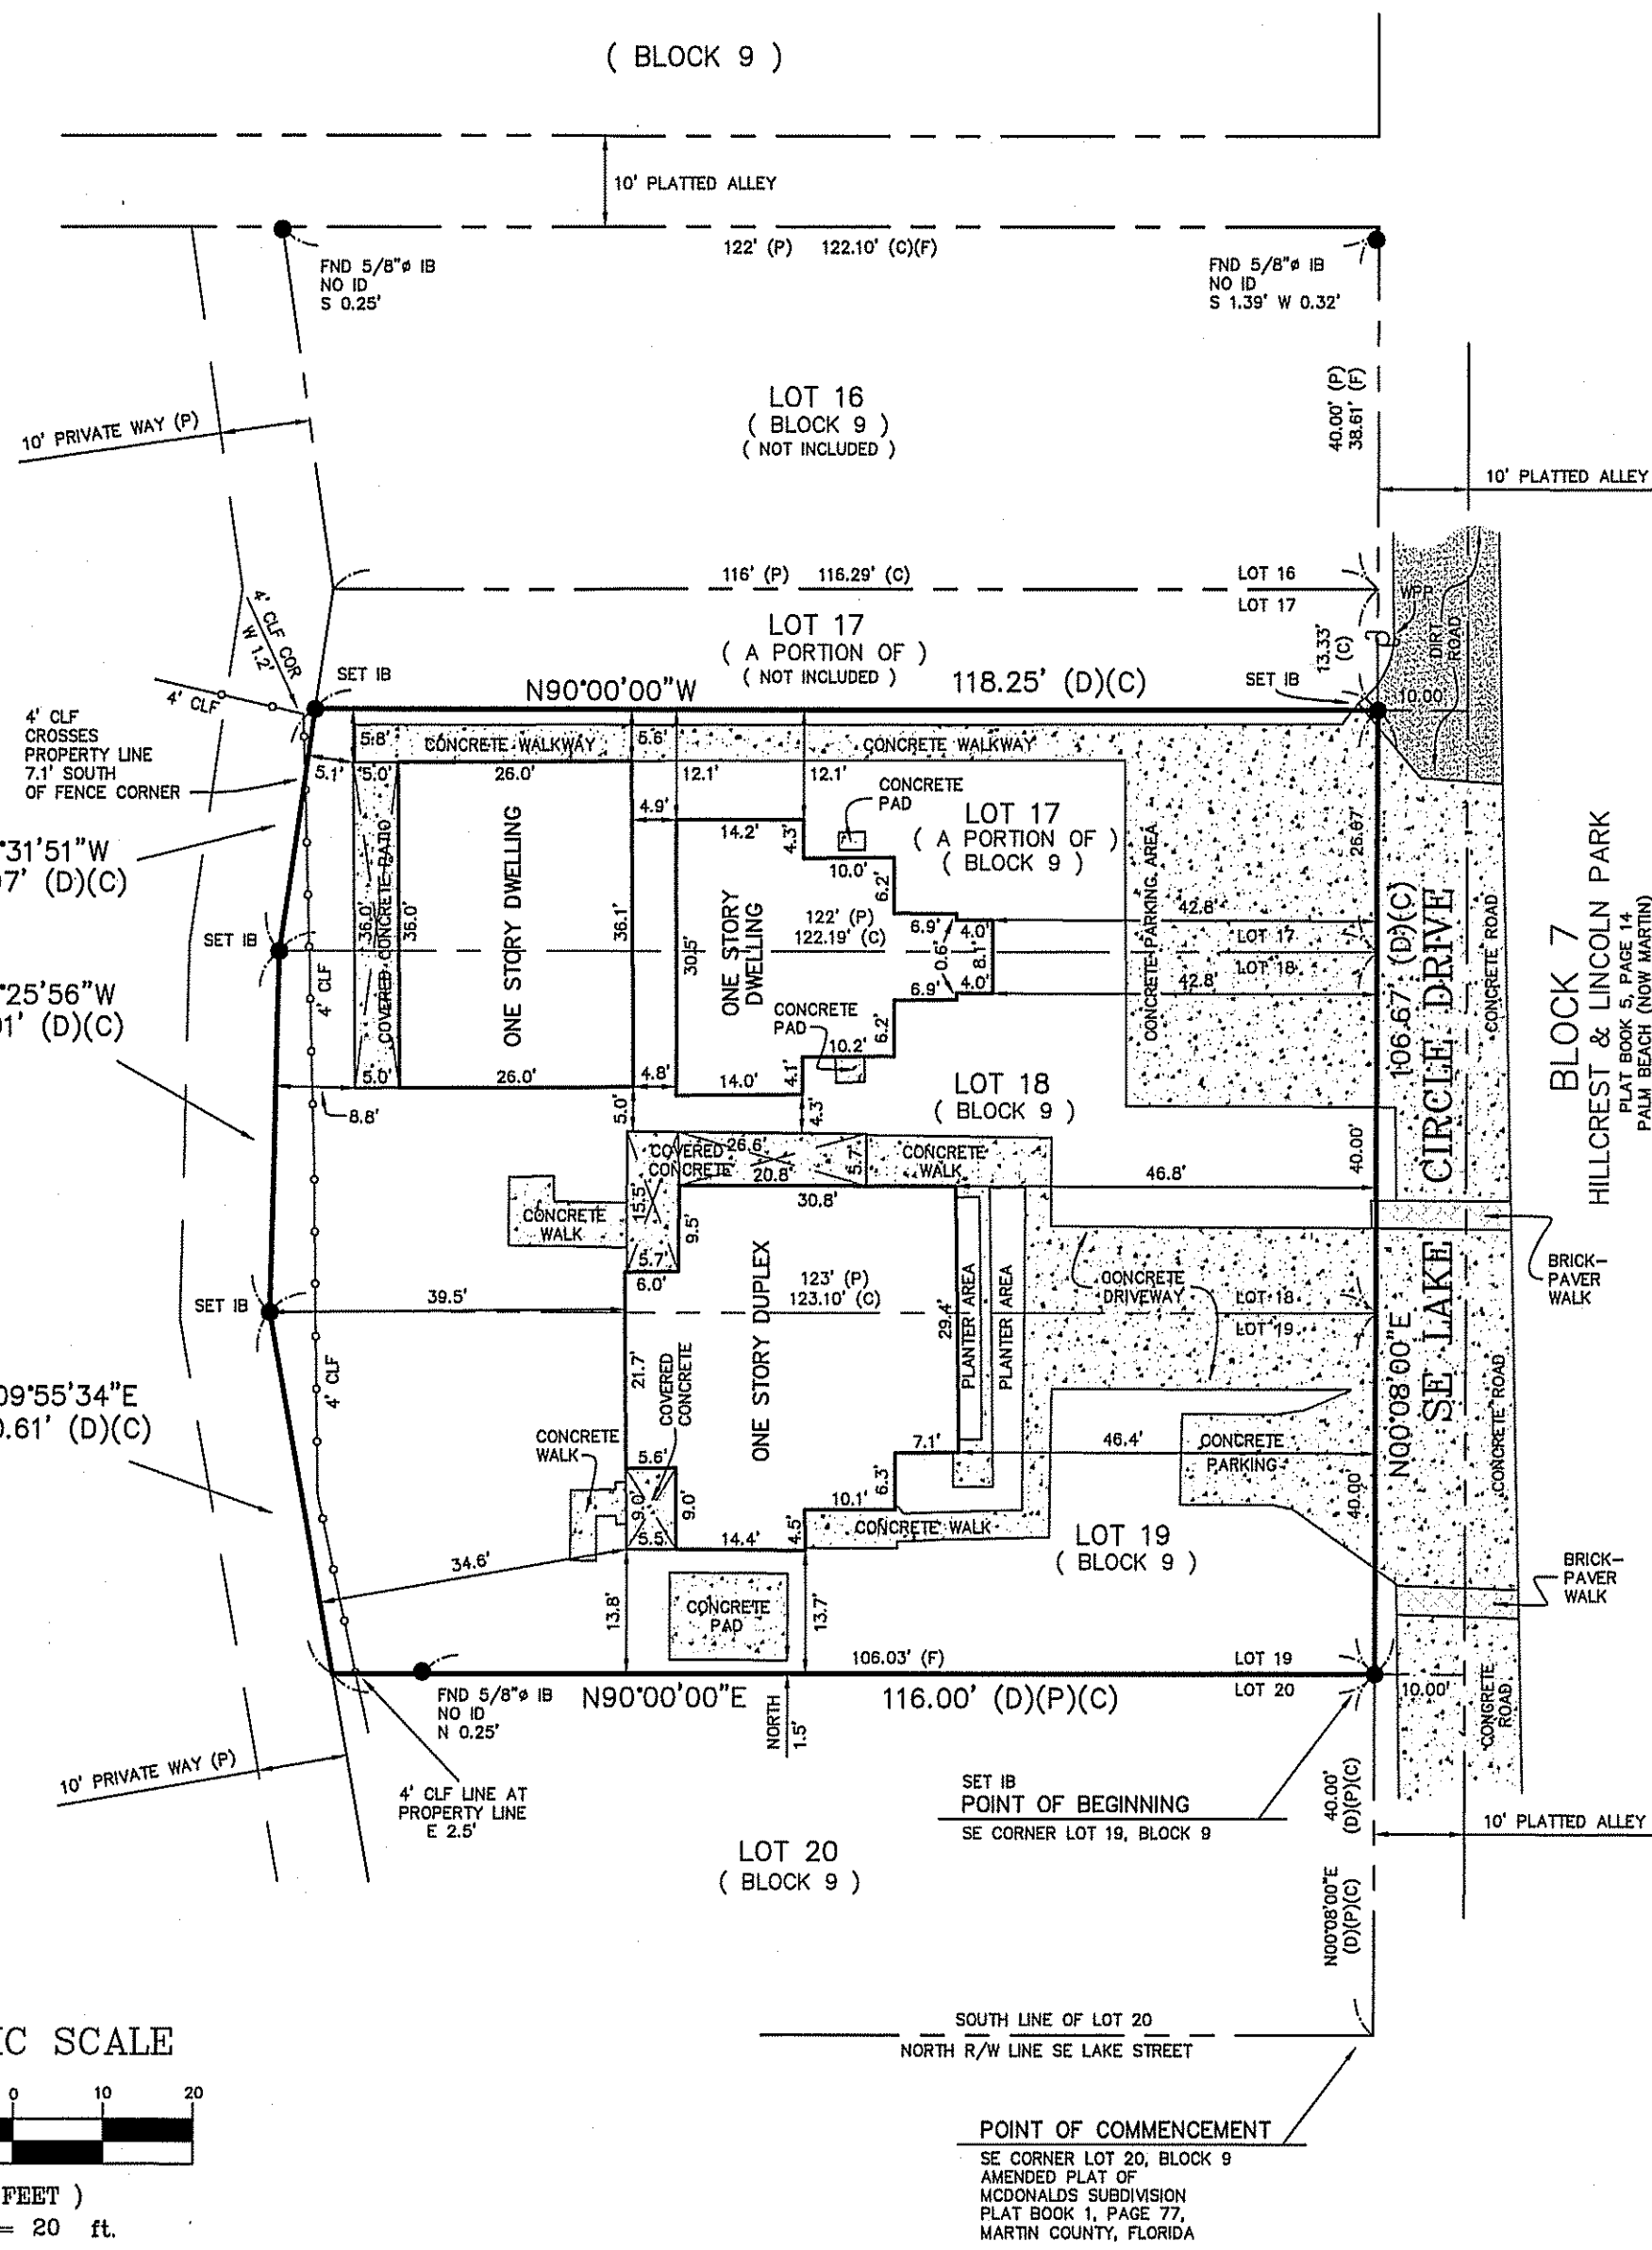 ( BLOCK 9 )
10' PLATTED ALLEY
122' (P) 122.10' (C)(F)
FND 5/8"ø IB
NO ID
S 0.25'
FND 5/8"ø IB
NO ID
S 1.39' W 0.32'
LOT 16
( BLOCK 9 )
( NOT INCLUDED )
40.00' (P)
38.61' (F)
10' PRIVATE WAY (P)
10' PLATTED ALLEY
116' (P) 116.29' (C)
LOT 16
LOT 17
WPP
DIRT
ROAD
13.33'
(C)
4' CLF COR
W 1.2'
LOT 17
( A PORTION OF )
( NOT INCLUDED )
SET IB
N90°00'00"W
118.25' (D)(C)
SET IB
10.00'
4' CLF
4' CLF
CROSSES
PROPERTY LINE
7.1' SOUTH
OF FENCE CORNER
5.8'
CONCRETE WALKWAY
5.6'
CONCRETE WALKWAY
5.1'
5.0'
26.0'
12.1'
12.1'
CONCRETE
PAD
4.9'
14.2'
4.3'
LOT 17
( A PORTION OF )
( BLOCK 9 )
10.0'
6.2'
26.67'
°31'51"W
7' (D)(C)
36.0'
COVERED CONCRETE PATIO
36.0'
ONE STORY DWELLING
36.1'
30.5'
ONE STORY
DWELLING
122' (P)
122.19' (C)
6.9'
4.0'
0.6'
8.1'
6.9'
4.0'
42.8'
LOT 17
LOT 18
42.8'
CONCRETE PARKING AREA
SET IB
4' CLF
°25'56"W
01' (D)(C)
CONCRETE
PAD
10.2'
6.2'
4.1'
5.0'
26.0'
4.8'
14.0'
8.8'
5.0'
4.3'
LOT 18
( BLOCK 9 )
106.67' (D)(C)
SE LAKE CIRCLE DRIVE
N00°08'00"E
CONCRETE ROAD
BLOCK 7
HILLCREST & LINCOLN PARK
PLAT BOOK 5, PAGE 14
PALM BEACH (NOW MARTIN)
COVERED
CONCRETE
26.6'
20.8'
5.7'
CONCRETE
WALK
40.00'
30.8'
46.8'
15.5'
9.5'
CONCRETE
WALK
5.7'
6.0'
BRICK-
PAVER
WALK
SET IB
39.5'
ONE STORY DUPLEX
123' (P)
123.10' (C)
29.4'
PLANTER AREA
PLANTER AREA
CONCRETE
DRIVEWAY
LOT 18
LOT 19
21.7'
COVERED
CONCRETE
4' CLF
09°55'34"E
0.61' (D)(C)
CONCRETE
WALK
5.6'
9.0'
9.0'
5.5'
14.4'
4.5'
10.1'
6.3'
7.1'
46.4'
CONCRETE
PARKING
40.00'
CONCRETE ROAD
CONCRETE WALK
LOT 19
( BLOCK 9 )
34.6'
13.8'
CONCRETE
PAD
13.7'
BRICK-
PAVER
WALK
106.03' (F)
LOT 19
LOT 20
FND 5/8"ø IB
NO ID
N 0.25'
N90°00'00"E
116.00' (D)(P)(C)
10.00'
CONCRETE
ROAD
NORTH
1.5'
10' PRIVATE WAY (P)
4' CLF LINE AT
PROPERTY LINE
E 2.5'
SET IB
POINT OF BEGINNING
SE CORNER LOT 19, BLOCK 9
40.00'
(D)(P)(C)
10' PLATTED ALLEY
LOT 20
( BLOCK 9 )
N00°08'00"E
(D)(P)(C)
SOUTH LINE OF LOT 20
NORTH R/W LINE SE LAKE STREET
IC SCALE
0 10 20
FEET )
= 20 ft.
POINT OF COMMENCEMENT
SE CORNER LOT 20, BLOCK 9
AMENDED PLAT OF
MCDONALDS SUBDIVISION
PLAT BOOK 1, PAGE 77,
MARTIN COUNTY, FLORIDA